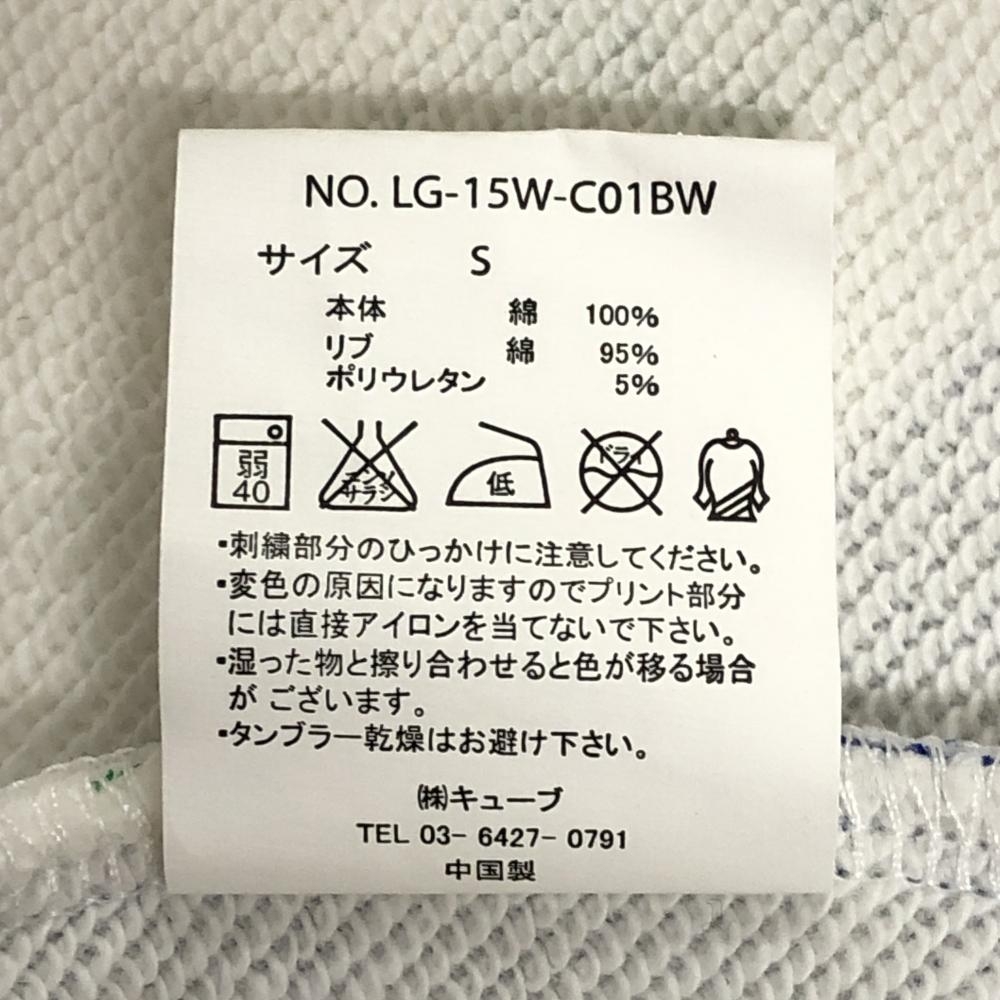 NO. LG-15W-C01BW
サイズ S
本体 綿 100%
リブ 綿 95%
ポリウレタン 5%
弱 40
エンソサラシ
低
ドライ
・刺繍部分のひっかけに注意してください。
・変色の原因になりますのでプリント部分
には直接アイロンを当てないで下さい。
・湿った物と擦り合わせると色が移る場合
が ございます。
・タンブラー乾燥はお避け下さい。
㈱キューブ
TEL 03- 6427- 0791
中国製